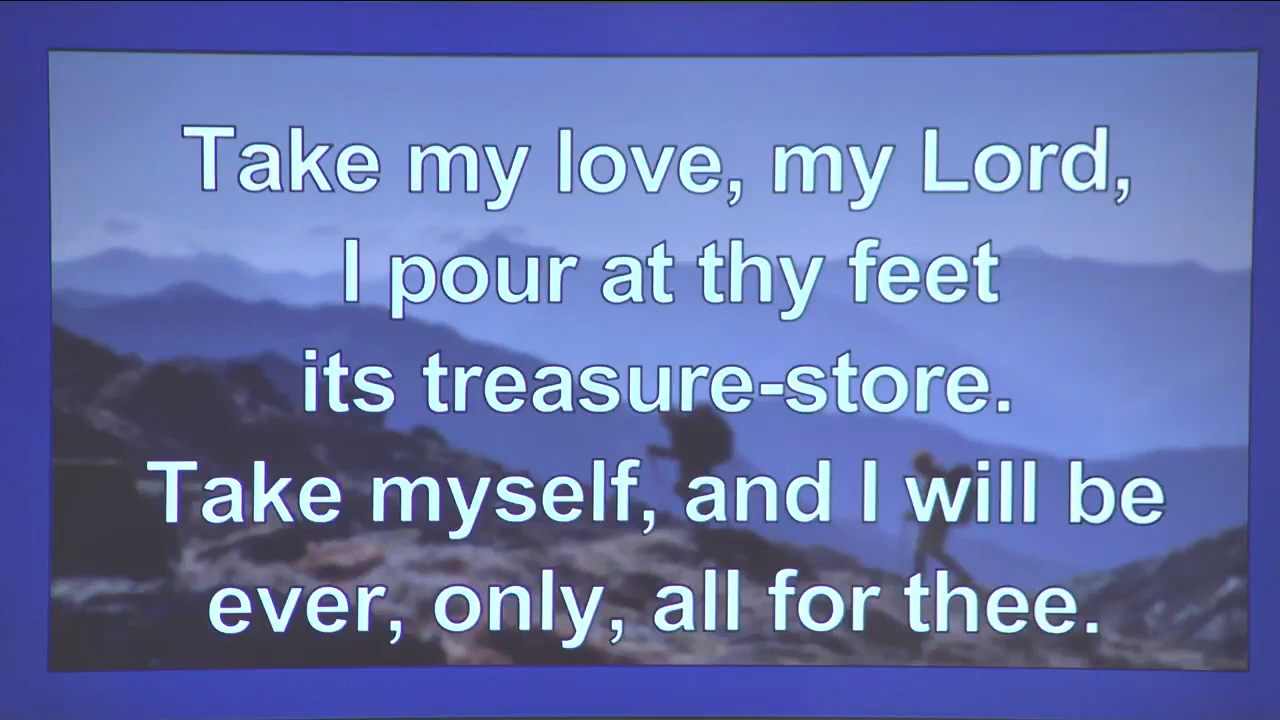 Take my love, my Lord,
I pour at thy feet
its treasure-store.
Take myself, and I will be
ever, only, all for thee.